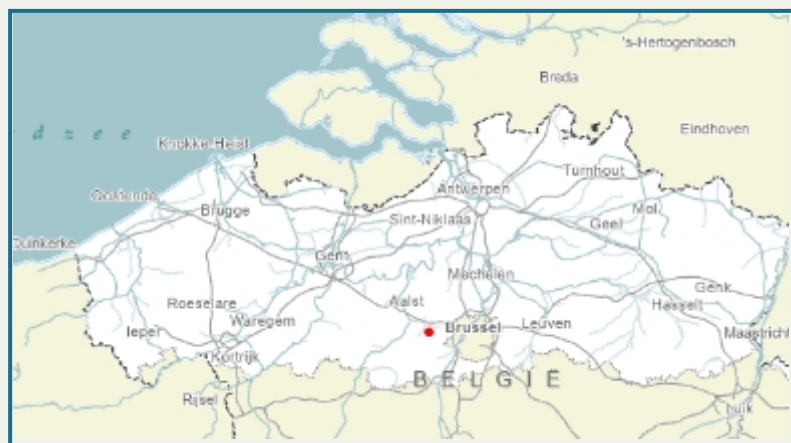 's-Hertogenbosch
Breda
d z e e
Eindhoven
Knokke-Heist
Turnhout
Antwerpen
Oostende
Mol
Brugge
Sint-Niklaas
Geel
Duinkerke
Gent
Mechelen
Genk
Aalst
Roeselare
Hasselt
Waregem
Brussel
Leuven
Ieper
Maastricht
Kortrijk
BELGIË
Rijsel
Luik